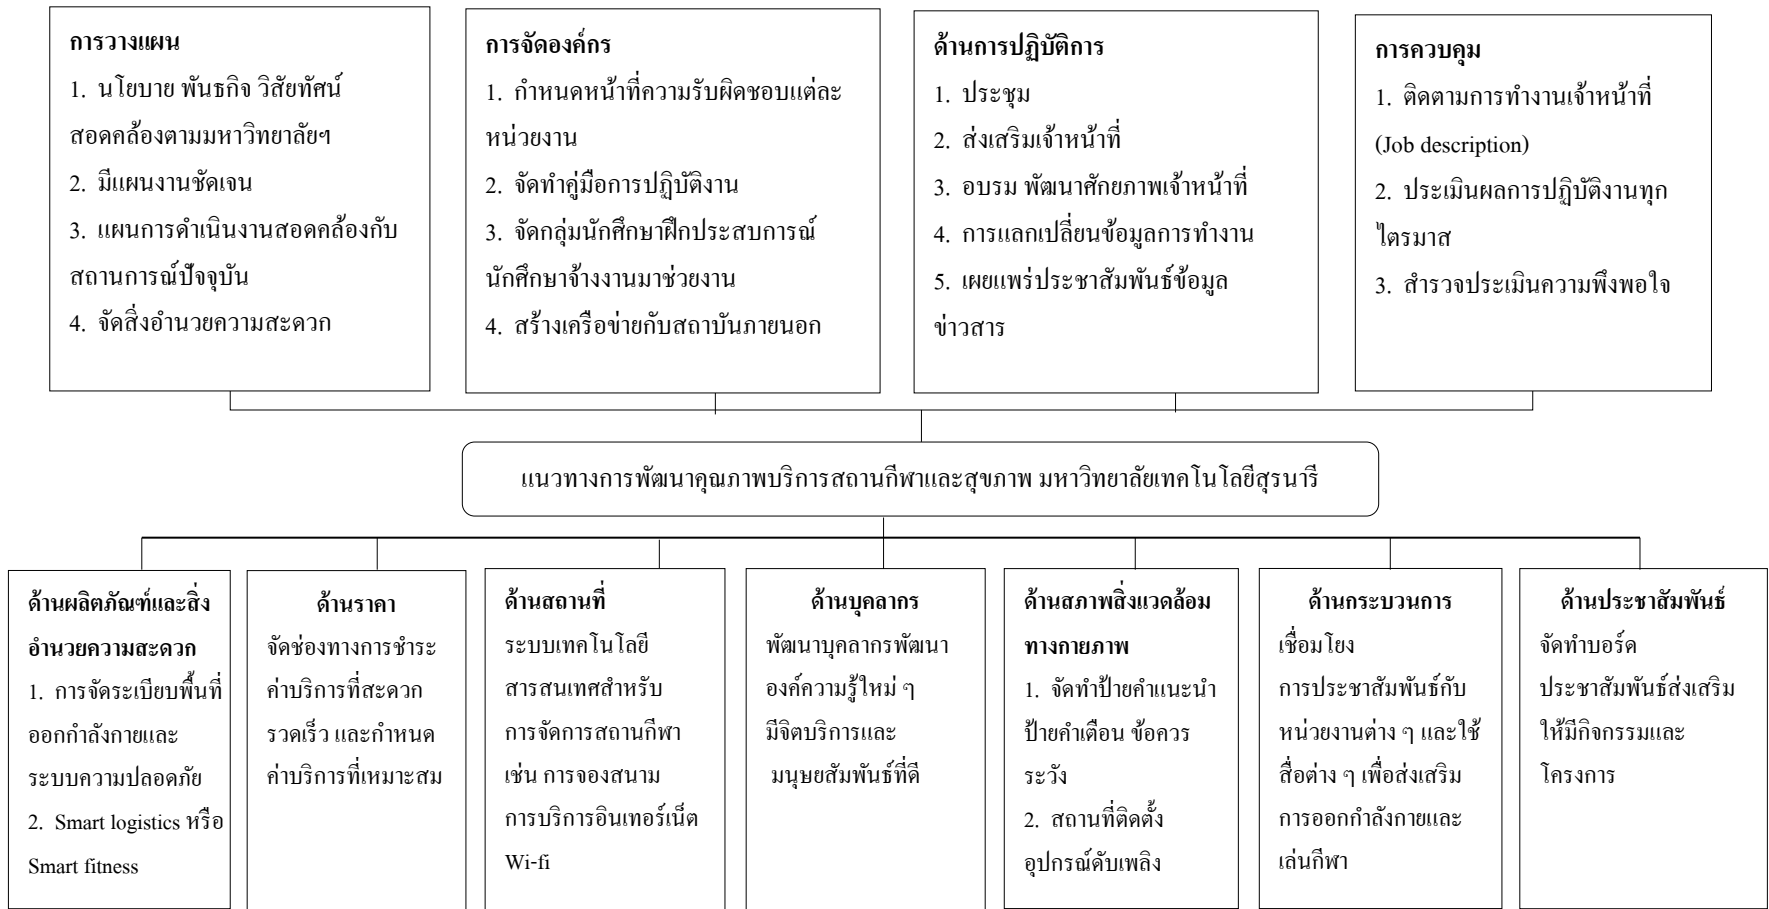 การวางแผน
1. นโยบาย พันธกิจ วิสัยทัศน์
สอดคล้องตามมหาวิทยาลัยฯ
2. มีแผนงานชัดเจน
3. แผนการดำเนินงานสอดคล้องกับ
สถานการณ์ปัจจุบัน
4. จัดสิ่งอำนวยความสะดวก
การจัดองค์กร
1. กำหนดหน้าที่ความรับผิดชอบแต่ละ
หน่วยงาน
2. จัดทำคู่มือการปฏิบัติงาน
3. จัดกลุ่มนักศึกษาฝึกประสบการณ์
นักศึกษาจ้างงานมาช่วยงาน
4. สร้างเครือข่ายกับสถาบันภายนอก
ด้านการปฏิบัติการ
1. ประชุม
2. ส่งเสริมเจ้าหน้าที่
3. อบรม พัฒนาศักยภาพเจ้าหน้าที่
4. การแลกเปลี่ยนข้อมูลการทำงาน
5. เผยแพร่ประชาสัมพันธ์ข้อมูล
ข่าวสาร
การควบคุม
1. ติดตามการทำงานเจ้าหน้าที่
(Job description)
2. ประเมินผลการปฏิบัติงานทุก
ไตรมาส
3. สำรวจประเมินความพึงพอใจ
แนวทางการพัฒนาคุณภาพบริการสถานกีฬาและสุขภาพ มหาวิทยาลัยเทคโนโลยีสุรนารี
ด้านผลิตภัณฑ์และสิ่ง
อำนวยความสะดวก
1. การจัดระเบียบพื้นที่
ออกกำลังกายและ
ระบบความปลอดภัย
2. Smart logistics หรือ
Smart fitness
ด้านราคา
จัดช่องทางการชำระ
ค่าบริการที่สะดวก
รวดเร็ว และกำหนด
ค่าบริการที่เหมาะสม
ด้านสถานที่
ระบบเทคโนโลยี
สารสนเทศสำหรับ
การจัดการสถานกีฬา
เช่น การจองสนาม
การบริการอินเทอร์เน็ต
Wi-fi
ด้านบุคลากร
พัฒนาบุคลากรพัฒนา
องค์ความรู้ใหม่ ๆ
มีจิตบริการและ
มนุษยสัมพันธ์ที่ดี
ด้านสภาพสิ่งแวดล้อม
ทางกายภาพ
1. จัดทำป้ายคำแนะนำ
ป้ายคำเตือน ข้อควร
ระวัง
2. สถานที่ติดตั้ง
อุปกรณ์ดับเพลิง
ด้านกระบวนการ
เชื่อมโยง
การประชาสัมพันธ์กับ
หน่วยงานต่าง ๆ และใช้
สื่อต่าง ๆ เพื่อส่งเสริม
การออกกำลังกายและ
เล่นกีฬา
ด้านประชาสัมพันธ์
จัดทำบอร์ด
ประชาสัมพันธ์ส่งเสริม
ให้มีกิจกรรมและ
โครงการ